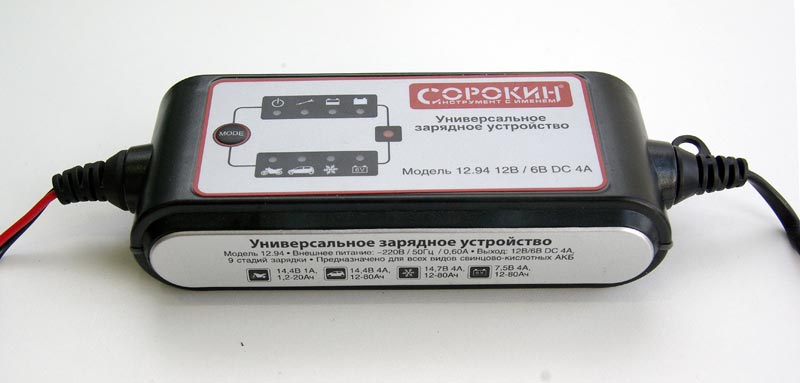 СОРОКИН®
ИНСТРУМЕНТ С ИМЕНЕМ
Универсальное
зарядное устройство
MODE
6V
Модель 12.94 12В / 6В DC 4А
Универсальное зарядное устройство
Модель 12.94 • Внешнее питание: ~220В / 50Гц / 0,60А • Выход: 12В/6В DC 4А,
9 стадий зарядки • Предназначено для всех видов свинцово-кислотных АКБ
14,4В 1А, 14,4В 4А, 14,7В 4А, 7,5В 4А,
1,2-20Ач 12-80Ач 12-80Ач 12-80Ач